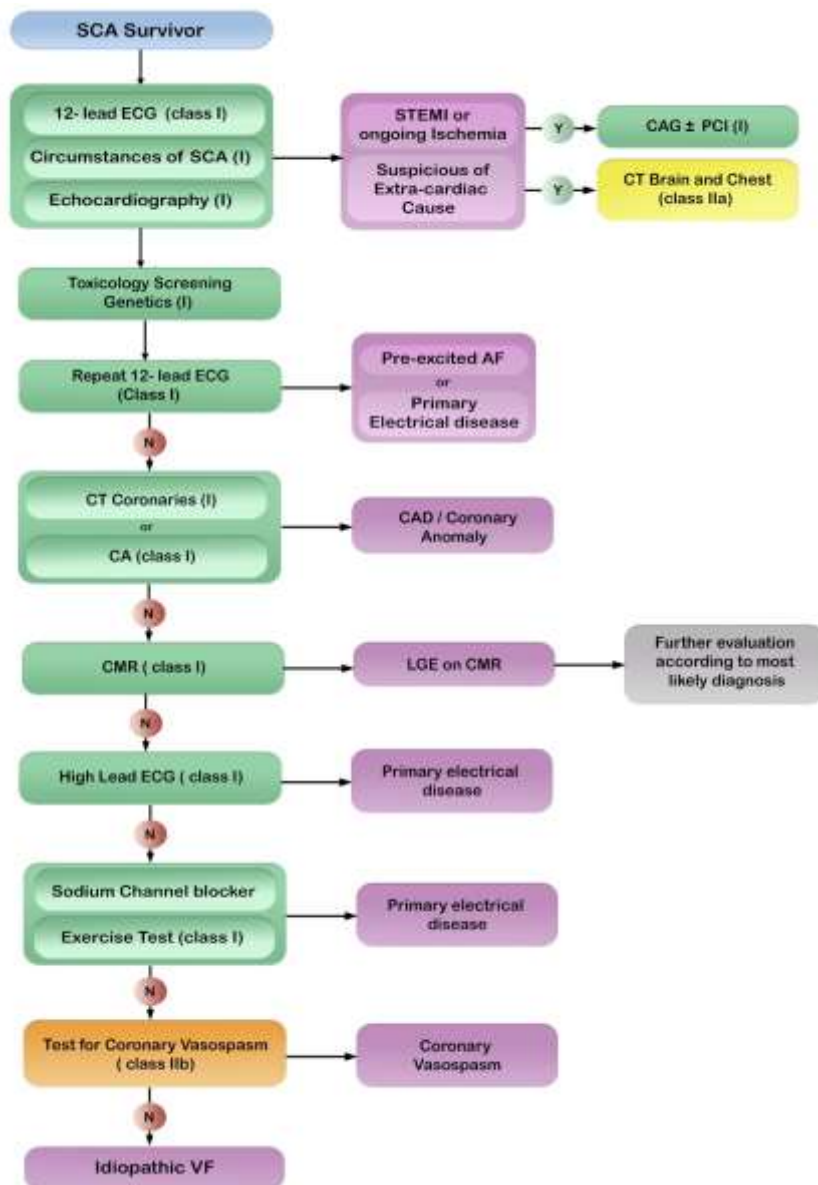 SCA Survivor
12- lead ECG (class I)
Circumstances of SCA (I)
Echocardiography (I)
STEMI or
ongoing Ischemia
Suspicious of
Extra-cardiac
Cause
Y
CAG ± PCI (I)
Y
CT Brain and Chest
(class IIa)
Toxicology Screening
Genetics (I)
Repeat 12- lead ECG
(Class I)
Pre-excited AF
or
Primary
Electrical disease
N
CT Coronaries (I)
or
CA (class I)
CAD / Coronary
Anomaly
N
CMR ( class I)
LGE on CMR
Further evaluation
according to most
likely diagnosis
N
High Lead ECG ( class I)
Primary electrical
disease
N
Sodium Channel blocker
Exercise Test (class I)
Primary electrical
disease
N
Test for Coronary Vasospasm
( class IIb)
Coronary
Vasospasm
N
Idiopathic VF